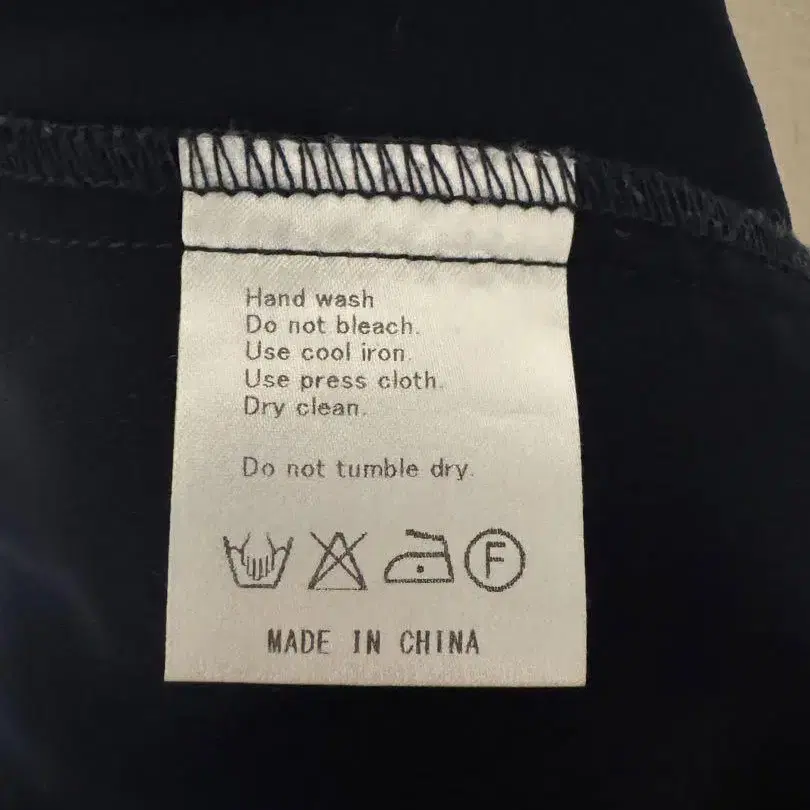 Hand wash
Do not bleach.
Use cool iron.
Use press cloth.
Dry clean.
Do not tumble dry.
F
MADE IN CHINA